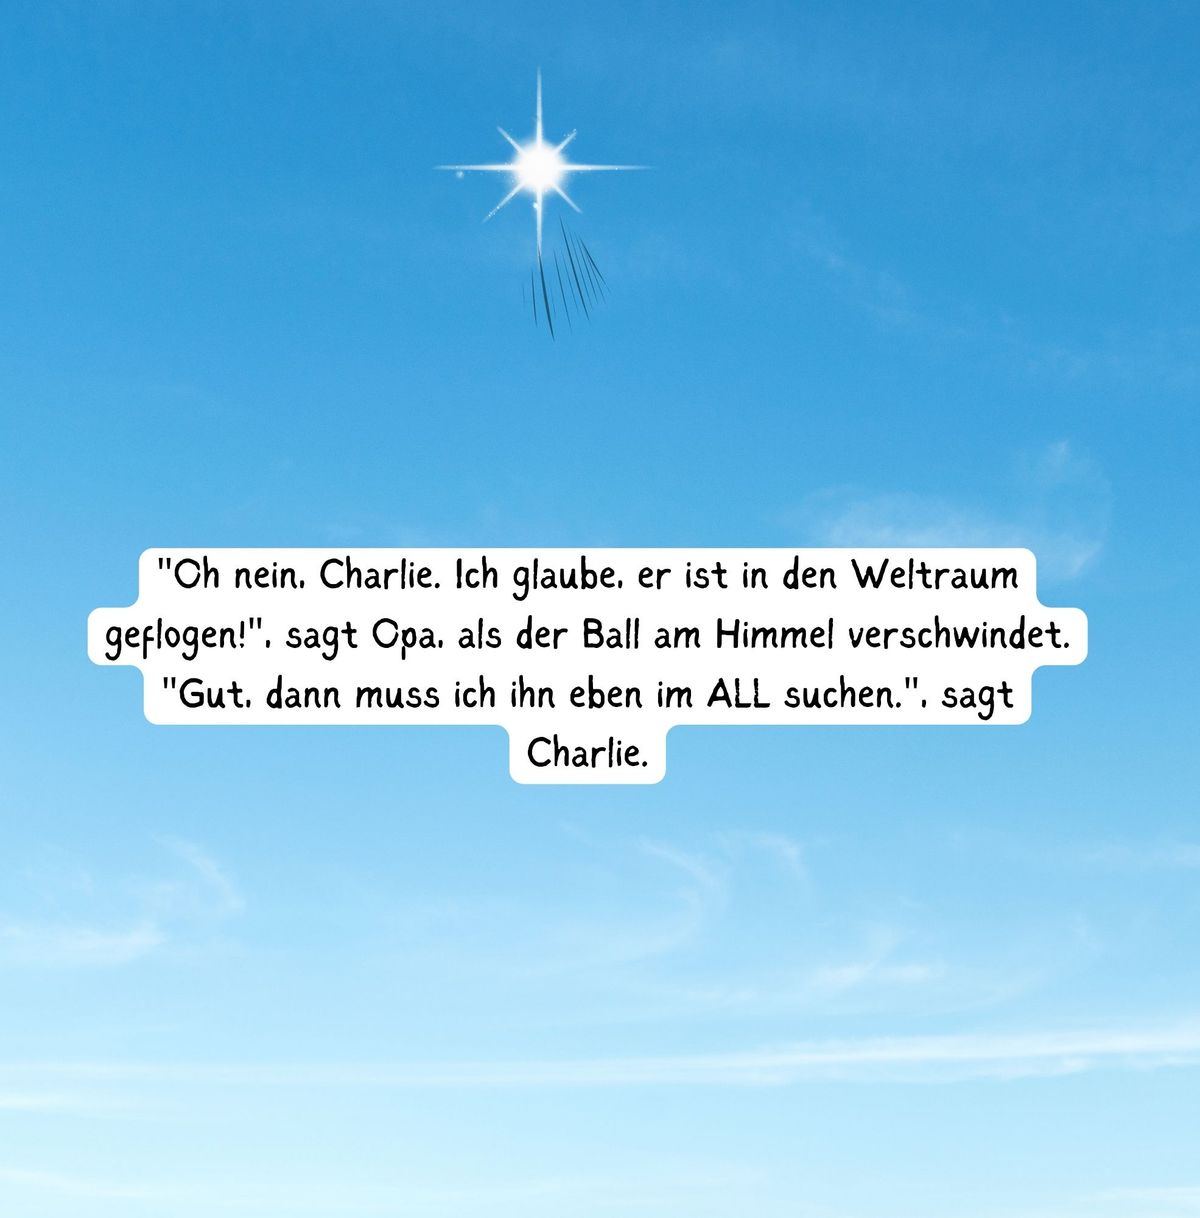 "Oh nein, Charlie. Ich glaube, er ist in den Weltraum
geflogen!", sagt Opa, als der Ball am Himmel verschwindet.
"Gut, dann muss ich ihn eben im ALL suchen.", sagt
Charlie.